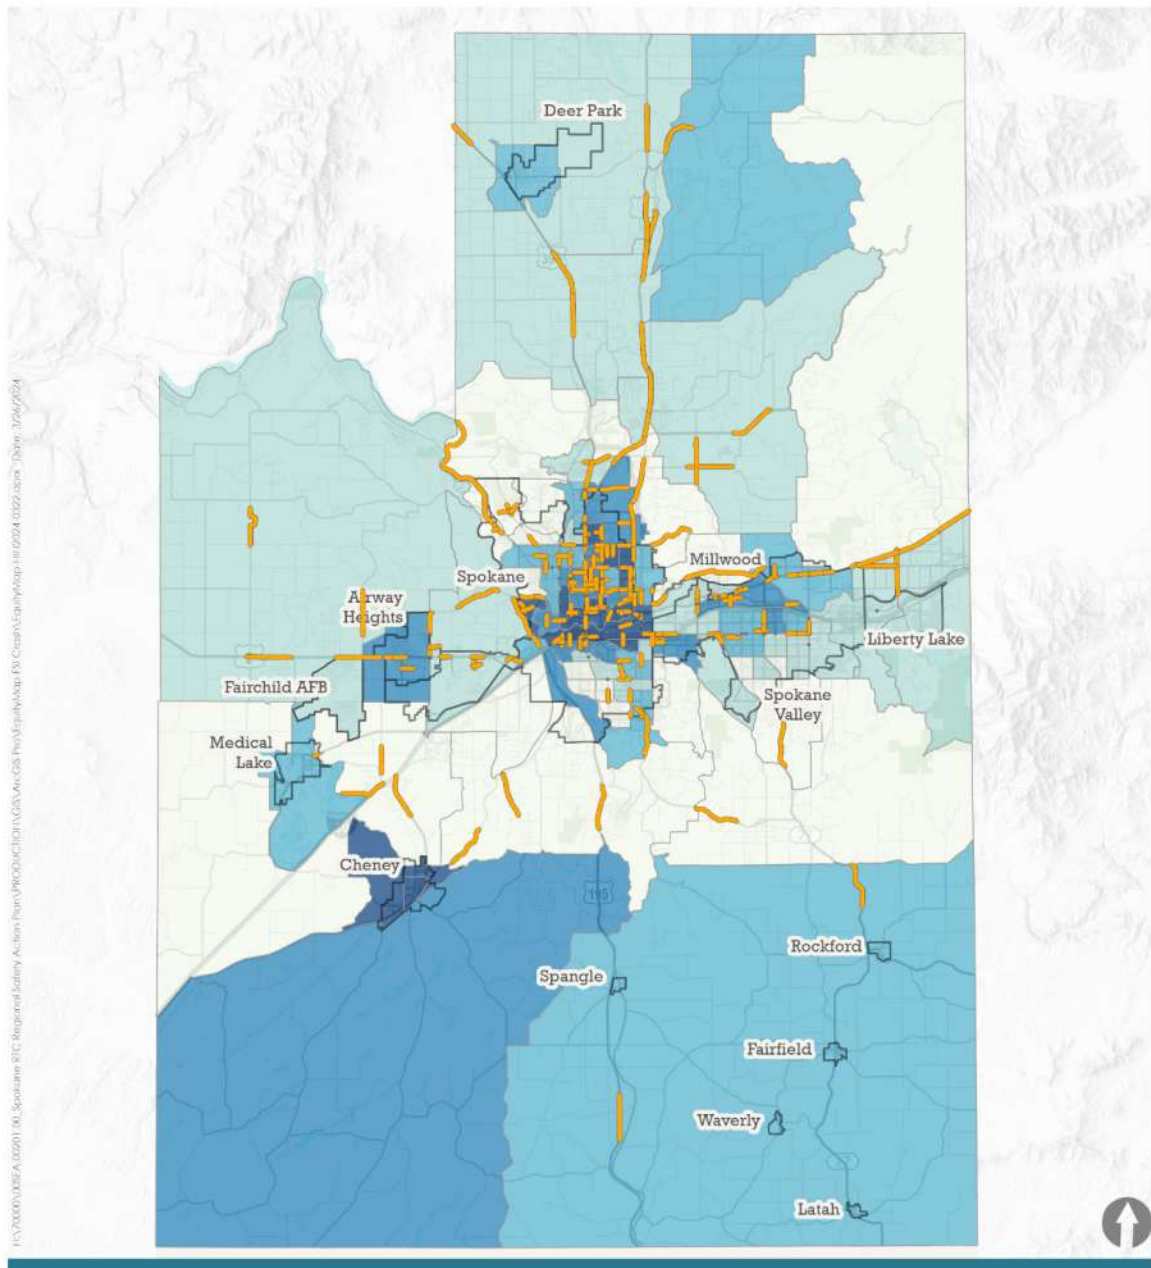 Deer Park
Millwood
Spokane
Airway
Heights
Liberty Lake
Fairchild AFB
Spokane
Valley
Medical
Lake
Cheney
195
Rockford
Spangle
Fairfield
Waverly
Latah